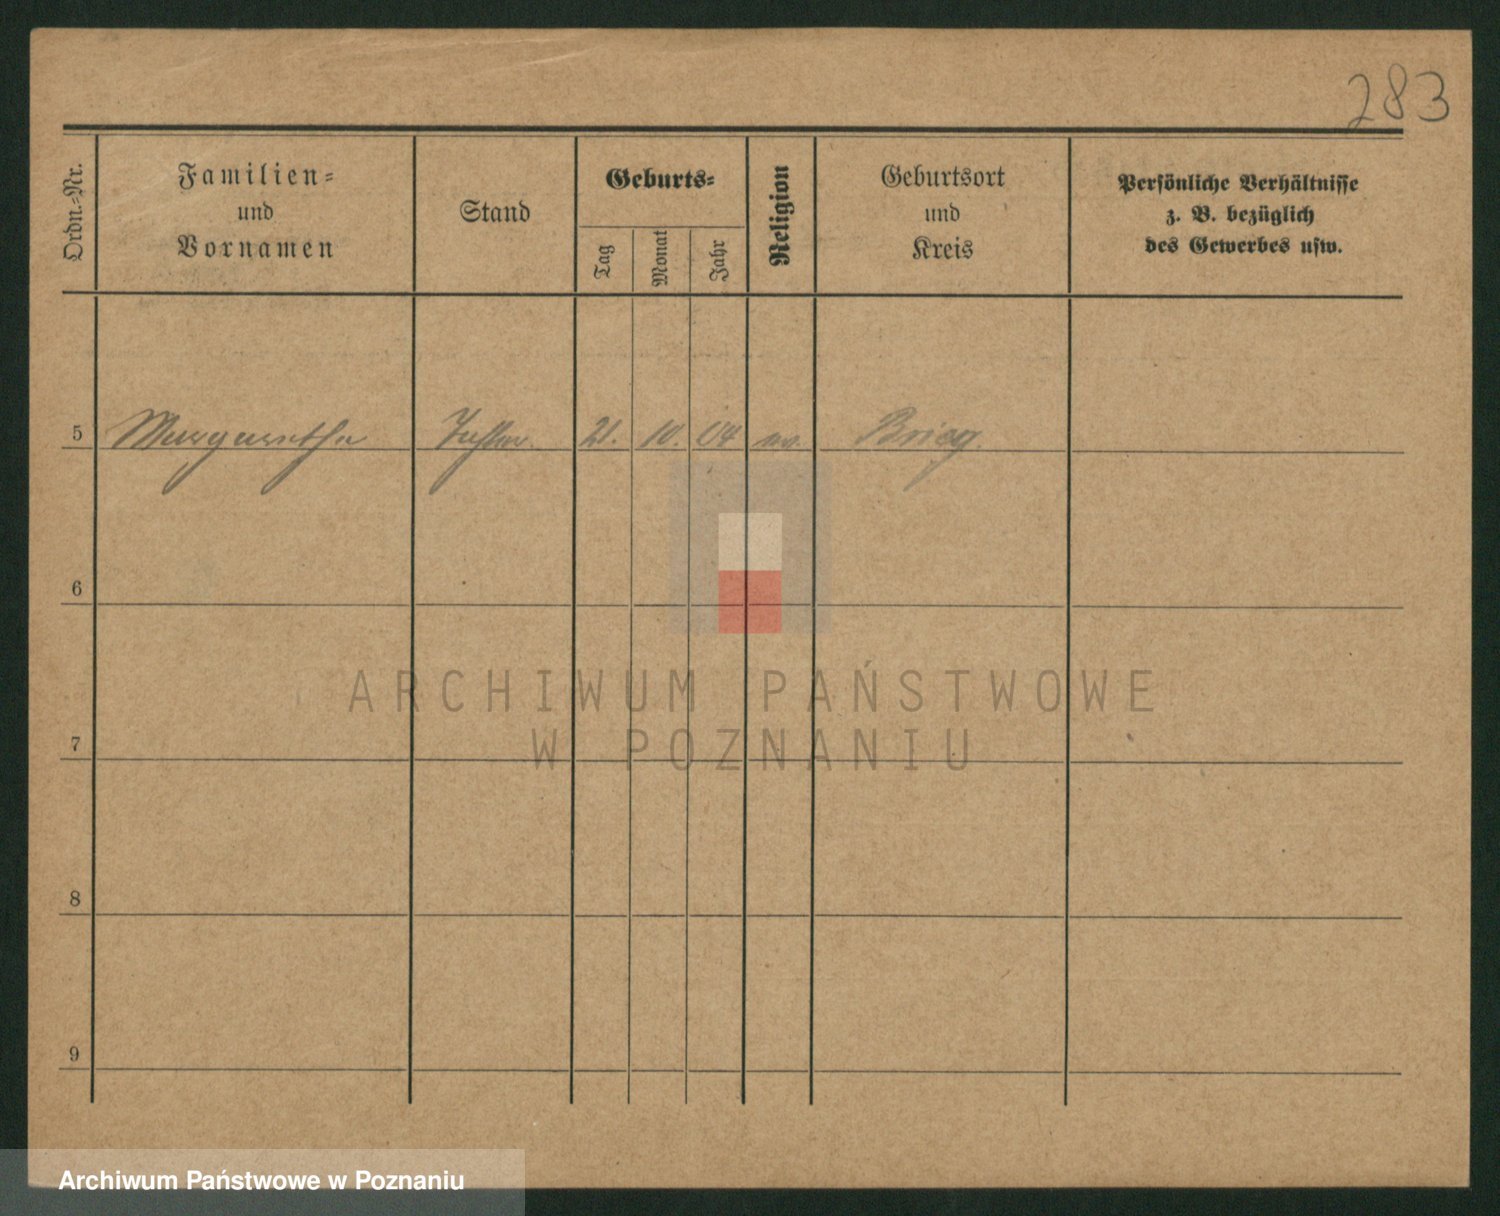 283
Ordn.-Nr.
Familien-
und
Vornamen
Stand
Geburts-
Tag
Monat
Jahr
Religion
Geburtsort
und
Kreis
Persönliche Verhältnisse
z. B. bezüglich
des Gewerbes usw.
5 Margarethe Tochter. 21. 10. 04 ev. Brieg.
6
7
8
9
ARCHIWUM PAŃSTWOWE
W POZNANIU
Archiwum Państwowe w Poznaniu